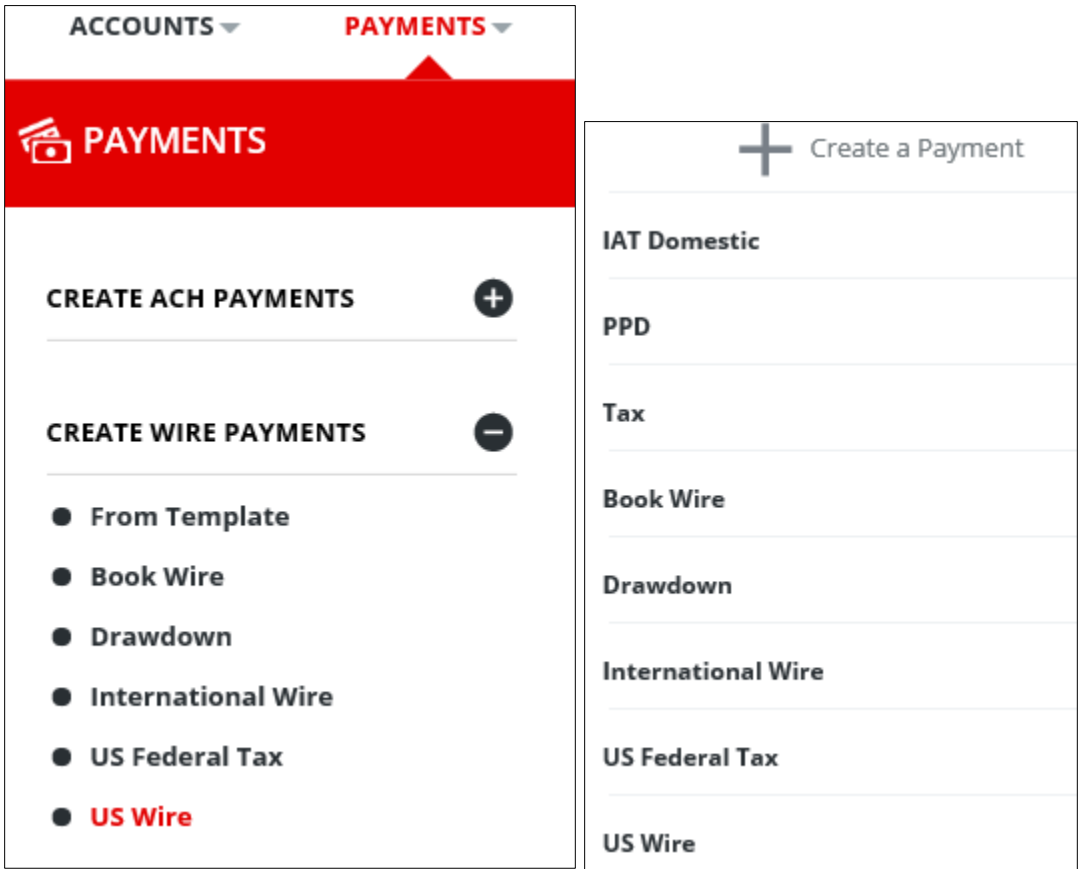 ACCOUNTS PAYMENTS
PAYMENTS
CREATE ACH PAYMENTS
CREATE WIRE PAYMENTS
From Template
Book Wire
Drawdown
International Wire
US Federal Tax
US Wire
Create a Payment
IAT Domestic
PPD
Tax
Book Wire
Drawdown
International Wire
US Federal Tax
US Wire